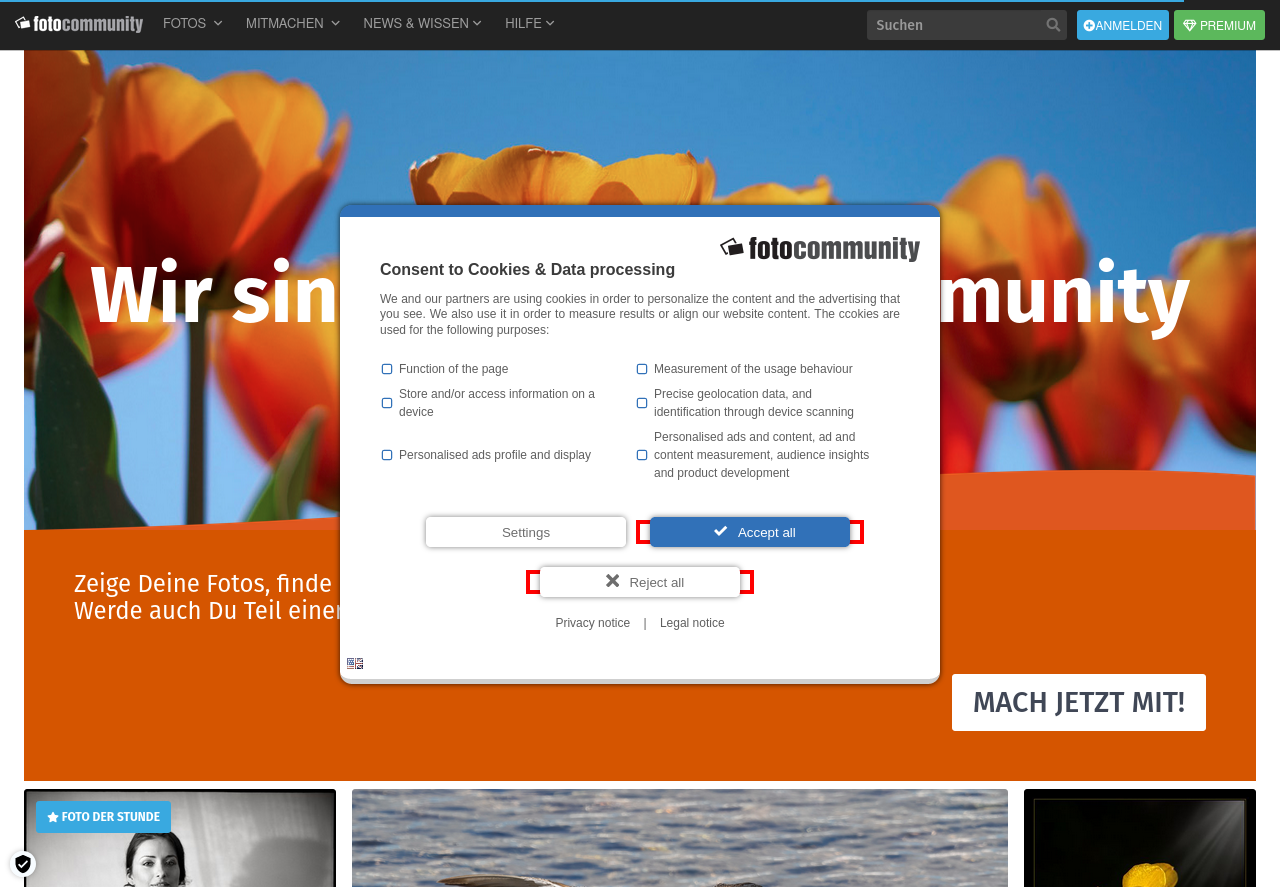 fotocommunity FOTOS MITMACHEN NEWS & WISSEN HILFE Suchen ANMELDEN PREMIUM
fotocommunity
Consent to Cookies & Data processing
Wir sin munity
We and our partners are using cookies in order to personalize the content and the advertising that
you see. We also use it in order to measure results or align our website content. The ccokies are
used for the following purposes:
Function of the page
Measurement of the usage behaviour
Store and/or access information on a
device
Precise geolocation data, and
identification through device scanning
Personalised ads profile and display
Personalised ads and content, ad and
content measurement, audience insights
and product development
Settings
Accept all
Reject all
Zeige Deine Fotos, finde
Werde auch Du Teil einer
Privacy notice | Legal notice
MACH JETZT MIT!
FOTO DER STUNDE